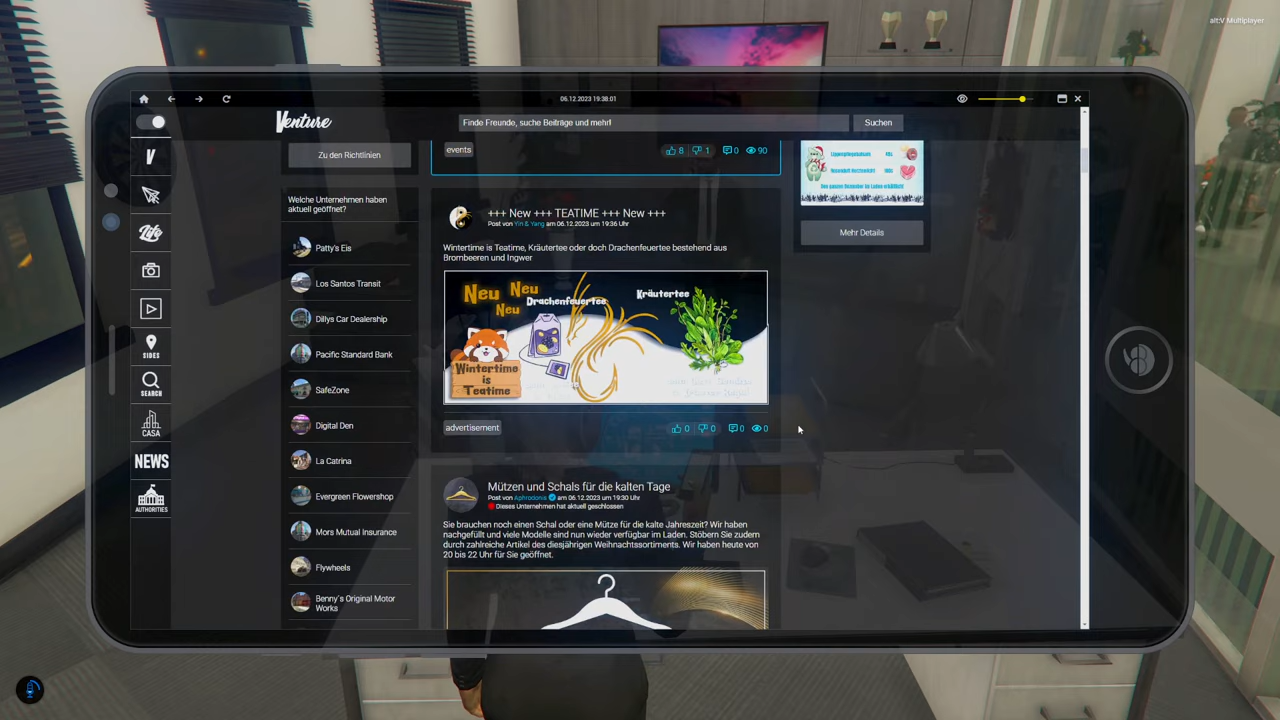 alt:V Multiplayer
06.12.2023 19:38:01
Venture
Finde Freunde, suche Beiträge und mehr!
Suchen
Zu den Richtlinien
Welche Unternehmen haben
aktuell geöffnet?
Patty's Eis
Los Santos Transit
Dillys Car Dealership
Pacific Standard Bank
SafeZone
Digital Den
La Catrina
Evergreen Flowershop
Mors Mutual Insurance
Flywheels
Benny´s Original Motor
Works
V
Life
SIDES
SEARCH
CASA
NEWS
AUTHORITIES
events
8 1 0 90
+++ New +++ TEATIME +++ New +++
Post von Yin & Yang am 06.12.2023 um 19:36 Uhr
Wintertime is Teatime, Kräutertee oder doch Drachenfeuertee bestehend aus
Brombeeren und Ingwer
Neu Neu
Neu
Drachenfeuertee
Kräutertee
Wintertime
is
Teatime
advertisement
0 0 0 0
Mützen und Schals für die kalten Tage
Post von Aphrodonis am 06.12.2023 um 19:30 Uhr
Dieses Unternehmen hat aktuell geschlossen
Sie brauchen noch einen Schal oder eine Mütze für die kalte Jahreszeit? Wir haben
nachgefüllt und viele Modelle sind nun wieder verfügbar im Laden. Stöbern Sie zudem
durch zahlreiche Artikel des diesjährigen Weihnachtssortiments. Wir haben heute von
20 bis 22 Uhr für Sie geöffnet.
Mehr Details